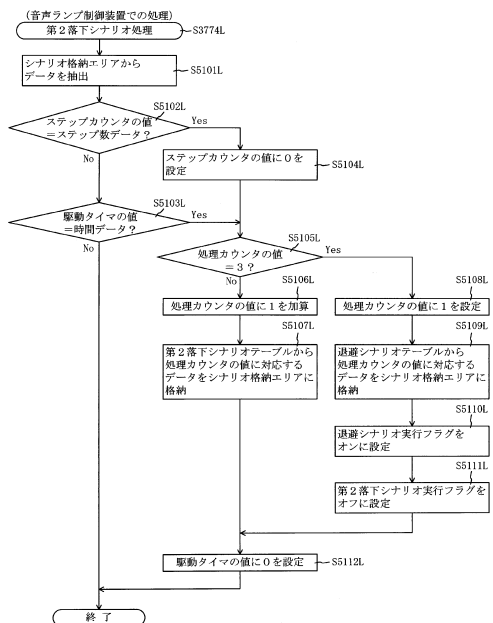 (音声ランプ制御装置での処理)
第2落下シナリオ処理
S3774L
シナリオ格納エリアから
データを抽出
S5101L
S5102L
ステップカウンタの値
=ステップ数データ?
Yes
No
ステップカウンタの値に0を
設定
S5104L
S5103L
駆動タイマの値
=時間データ?
Yes
No
S5105L
処理カウンタの値
=3?
Yes
No
S5106L
処理カウンタの値に1を加算
S5108L
処理カウンタの値に1を設定
S5107L
第2落下シナリオテーブルから
処理カウンタの値に対応する
データをシナリオ格納エリアに
格納
S5109L
退避シナリオテーブルから
処理カウンタの値に対応する
データをシナリオ格納エリアに
格納
S5110L
退避シナリオ実行フラグを
オンに設定
S5111L
第2落下シナリオ実行フラグを
オフに設定
駆動タイマの値に0を設定
S5112L
終了